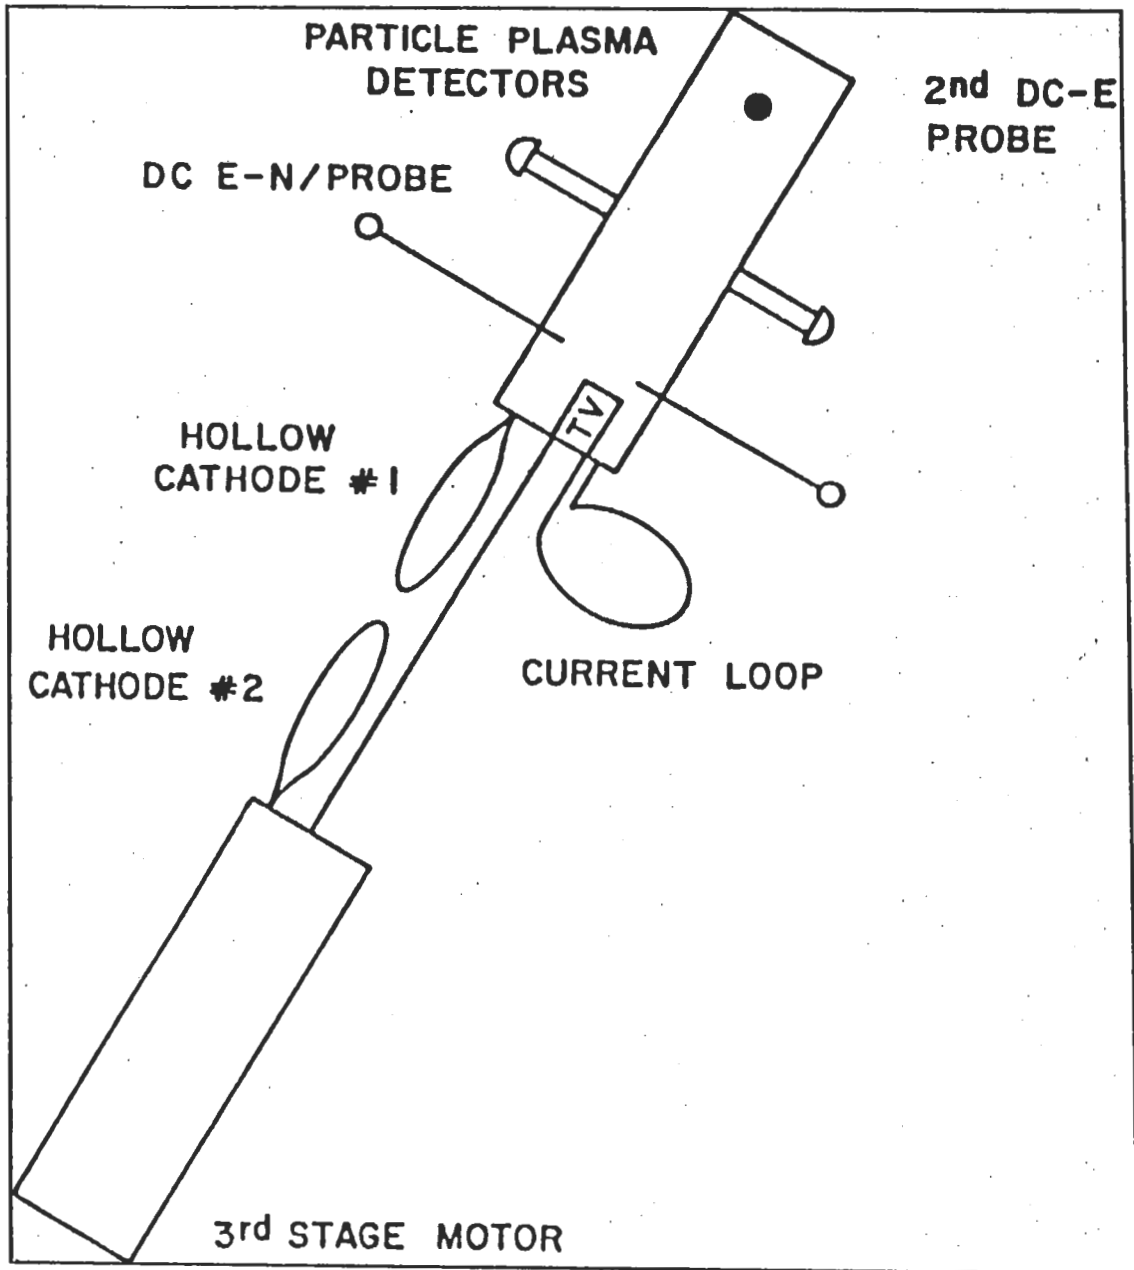 PARTICLE PLASMA
DETECTORS
2nd DC-E
PROBE
DC E-N/PROBE
TV
HOLLOW
CATHODE #1
HOLLOW
CATHODE #2
CURRENT LOOP
3rd STAGE MOTOR